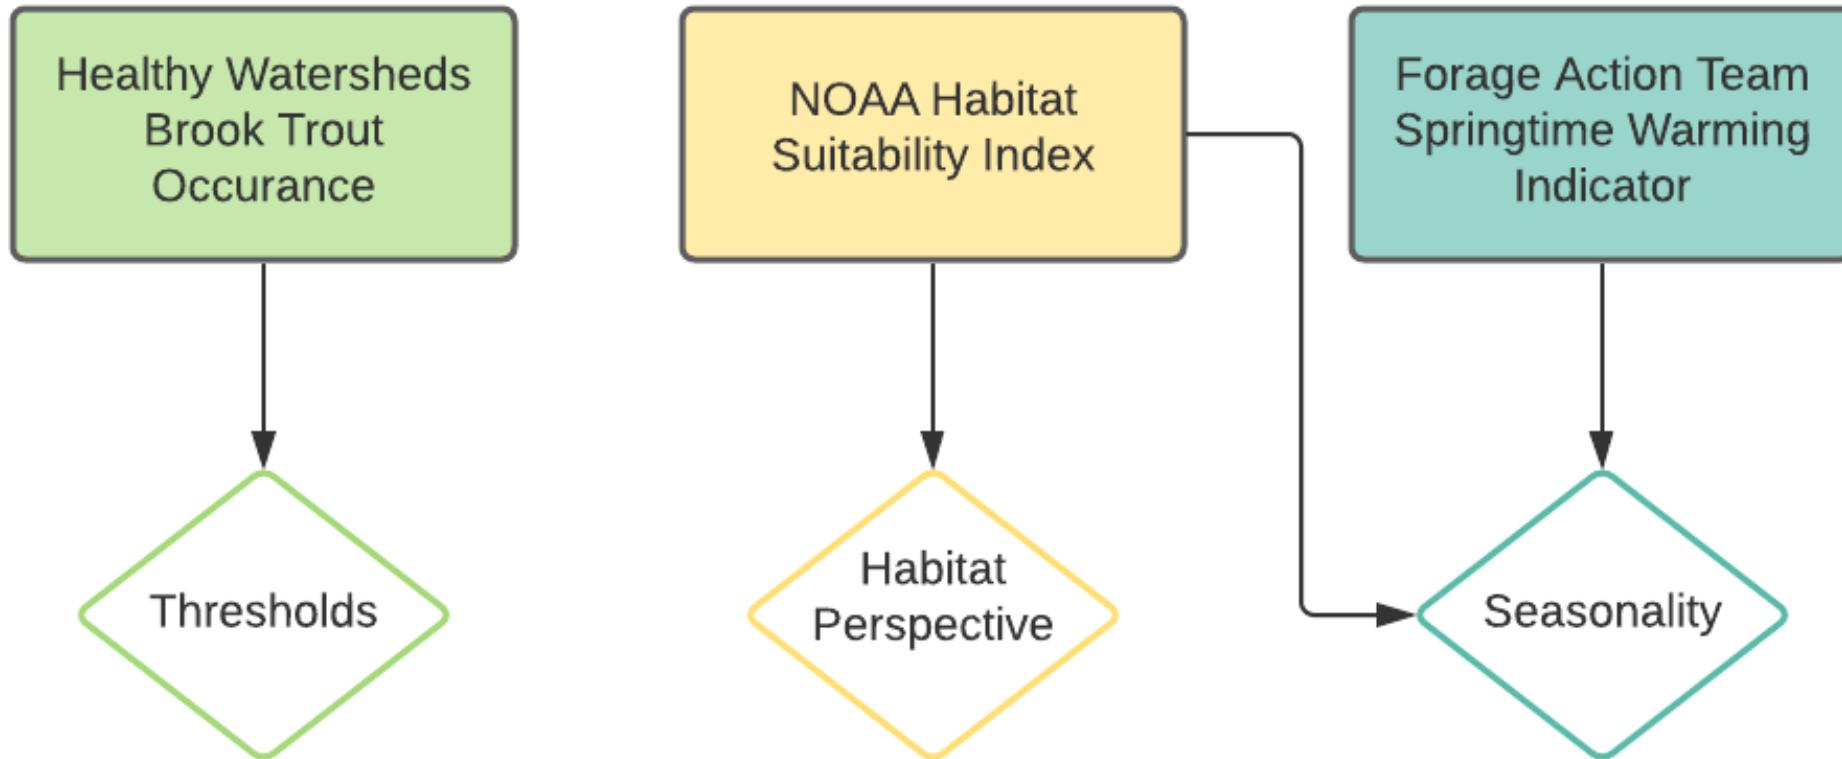 Healthy Watersheds
Brook Trout
Occurance
NOAA Habitat
Suitability Index
Forage Action Team
Springtime Warming
Indicator
Thresholds
Habitat
Perspective
Seasonality